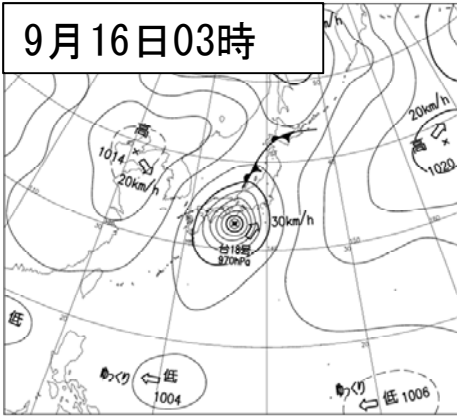 9月16日03時
m/h
高
1014
20km/h
20km/h
高
1020
30km/h
台18号
970hPa
低
ゆっくり
低
1004
ゆっくり
低 1006